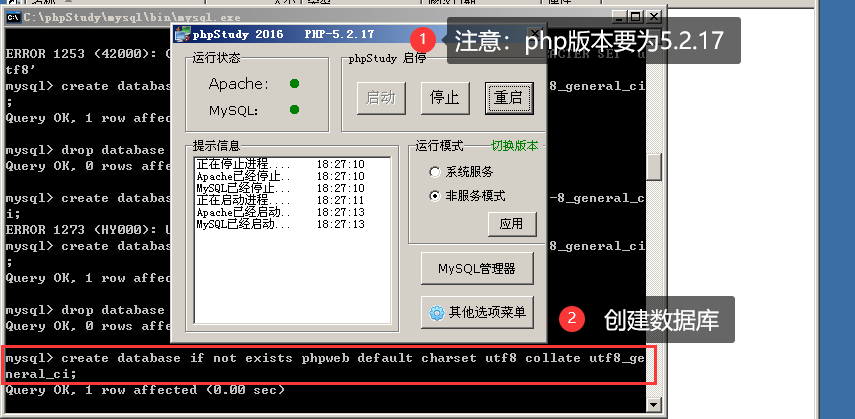 C:\phpStudy\mysql\bin\mysql.exe
phpStudy 2016 PHP-5.2.17
1 注意：php版本要为5.2.17
运行状态
Apache:
MySQL:
phpStudy 启停
启动 停止 重启
提示信息
正在停止进程.... 18:27:10
Apache已经停止.. 18:27:10
MySQL已经停止... 18:27:10
正在启动进程.... 18:27:11
Apache已经启动.. 18:27:13
MySQL已经启动... 18:27:13
运行模式 切换版本
系统服务
非服务模式
应用
MySQL管理器
其他选项菜单
2 创建数据库
ERROR 1253 (42000):
tf8'
mysql> create databas
8_general_ci
;
Query OK, 1 row affec
mysql> drop database
Query OK, 0 rows affe
mysql> create databas
-8_general_c
i;
ERROR 1273 (HY000):
mysql> create databas
8_general_ci
;
Query OK, 1 row affec
mysql> drop database
Query OK, 0 rows affe
mysql> create database if not exists phpweb default charset utf8 collate utf8_ge
neral_ci;
Query OK, 1 row affected (0.00 sec)